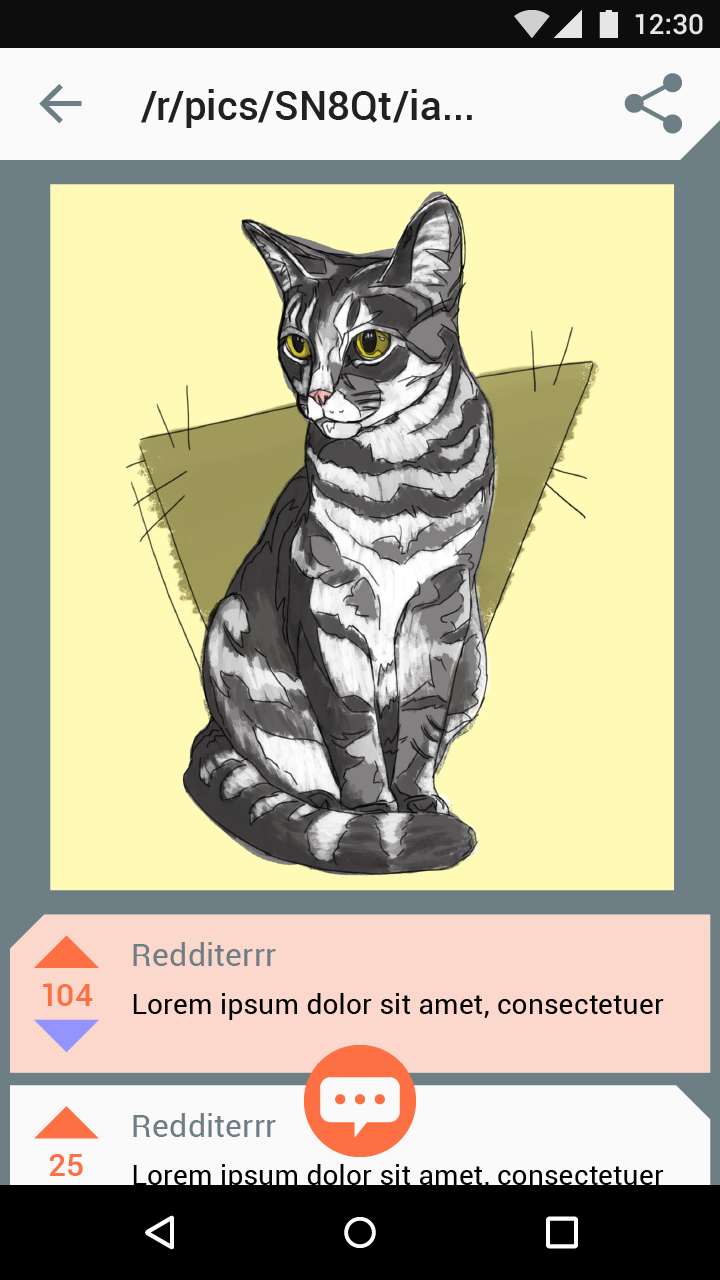 12:30
/r/pics/SN8Qt/ia...
Redditerrr
104
Lorem ipsum dolor sit amet, consectetuer
Redditerrr
25
Lorem ipsum dolor sit amet, consectetuer